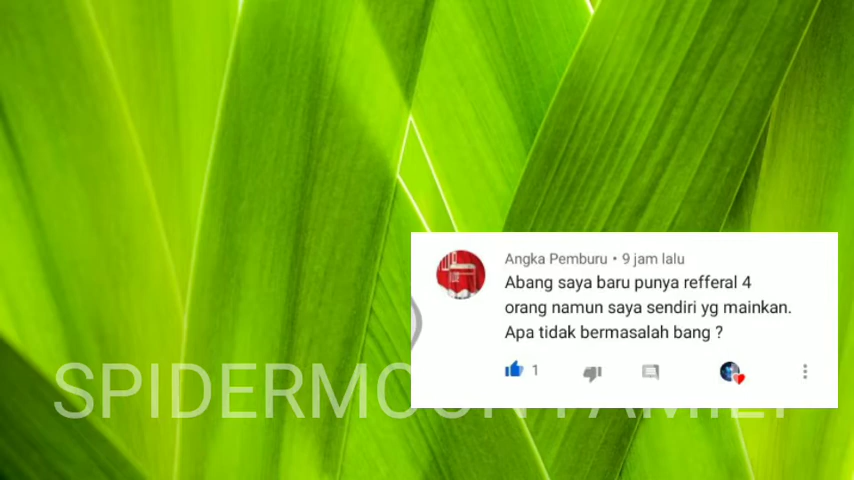 Angka Pemburu • 9 jam lalu
Abang saya baru punya refferal 4
orang namun saya sendiri yg mainkan.
Apa tidak bermasalah bang ?
1